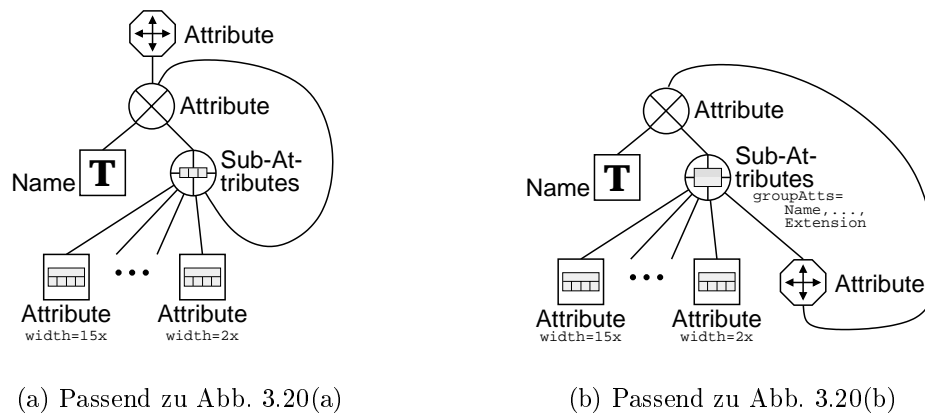 Attribute
Attribute
T
Name
Sub-At-
tributes
Attribute
width=15x
Attribute
width=2x
(a) Passend zu Abb. 3.20(a)
Attribute
T
Name
Sub-At-
tributes
groupAtts=
Name,...,
Extension
Attribute
width=15x
Attribute
width=2x
Attribute
(b) Passend zu Abb. 3.20(b)